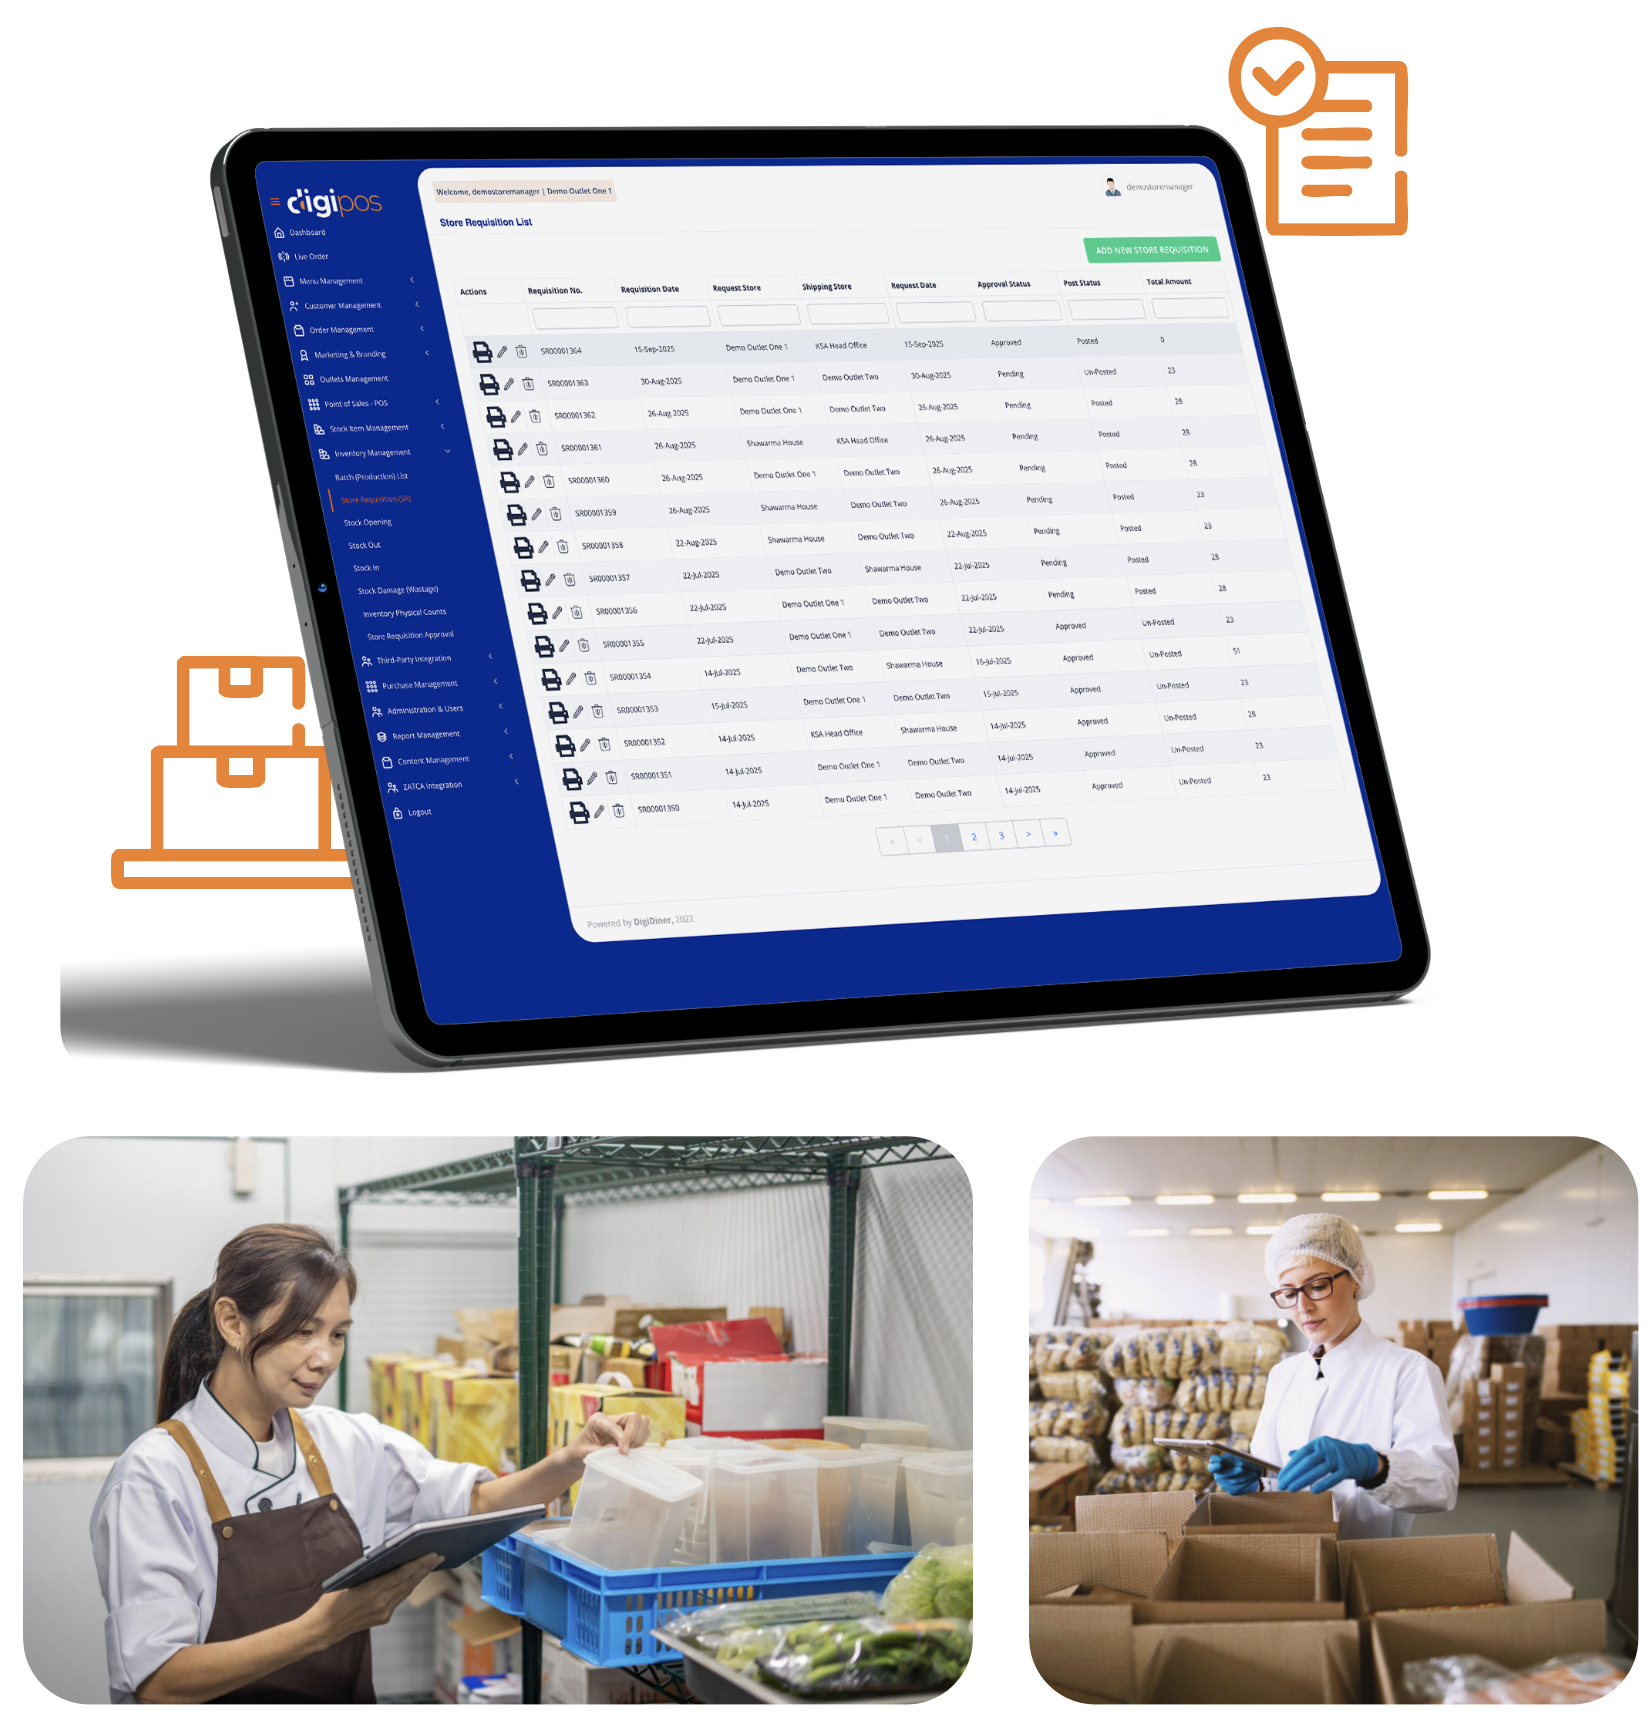 digipos
Welcome, demostoremanager | Demo Outlet One 1
demostoremanager
Store Requisition List
ADD NEW STORE REQUISITION
Dashboard
Live Order
Menu Management
Customer Management
Order Management
Marketing & Branding
Outlets Management
Point of Sales - POS
Stock Item Management
Inventory Management
Batch (Production) List
Store Requisition (SR)
Stock Opening
Stock Out
Stock In
Stock Damage (Wastage)
Inventory Physical Counts
Store Requisition Approval
Third-Party Integration
Purchase Management
Administration & Users
Report Management
Content Management
ZATCA Integration
Logout
Actions Requisition No. Requisition Date Request Store Shipping Store Request Date Approval Status Post Status Total Amount
SR00001364 15-Sep-2025 Demo Outlet One 1 KSA Head Office 15-Sep-2025 Approved Posted 0
SR00001363 30-Aug-2025 Demo Outlet One 1 Demo Outlet Two 30-Aug-2025 Pending Un-Posted 23
SR00001362 26-Aug-2025 Demo Outlet One 1 Demo Outlet Two 26-Aug-2025 Pending Posted 28
SR00001361 26-Aug-2025 Shawarma House KSA Head Office 26-Aug-2025 Pending Posted 28
SR00001360 26-Aug-2025 Demo Outlet One 1 Demo Outlet Two 26-Aug-2025 Pending Posted 28
SR00001359 26-Aug-2025 Shawarma House Demo Outlet Two 26-Aug-2025 Pending Posted 23
SR00001358 22-Aug-2025 Shawarma House Demo Outlet Two 22-Aug-2025 Pending Posted 23
SR00001357 22-Jul-2025 Demo Outlet Two Shawarma House 22-Jul-2025 Pending Posted 28
SR00001356 22-Jul-2025 Demo Outlet One 1 Demo Outlet Two 22-Jul-2025 Pending Posted 28
SR00001355 22-Jul-2025 Demo Outlet One 1 Demo Outlet Two 22-Jul-2025 Approved Un-Posted 23
SR00001354 14-Jul-2025 Demo Outlet Two Shawarma House 16-Jul-2025 Approved Un-Posted 51
SR00001353 15-Jul-2025 Demo Outlet One 1 Demo Outlet Two 15-Jul-2025 Approved Un-Posted 23
SR00001352 14-Jul-2025 KSA Head Office Shawarma House 14-Jul-2025 Approved Un-Posted 28
SR00001351 14-Jul-2025 Demo Outlet One 1 Demo Outlet Two 14-Jul-2025 Approved Un-Posted 23
SR00001350 14-Jul-2025 Demo Outlet One 1 Demo Outlet Two 14-Jul-2025 Approved Un-Posted 23
« < 1 2 3 > »
Powered by DigiDiner, 2022